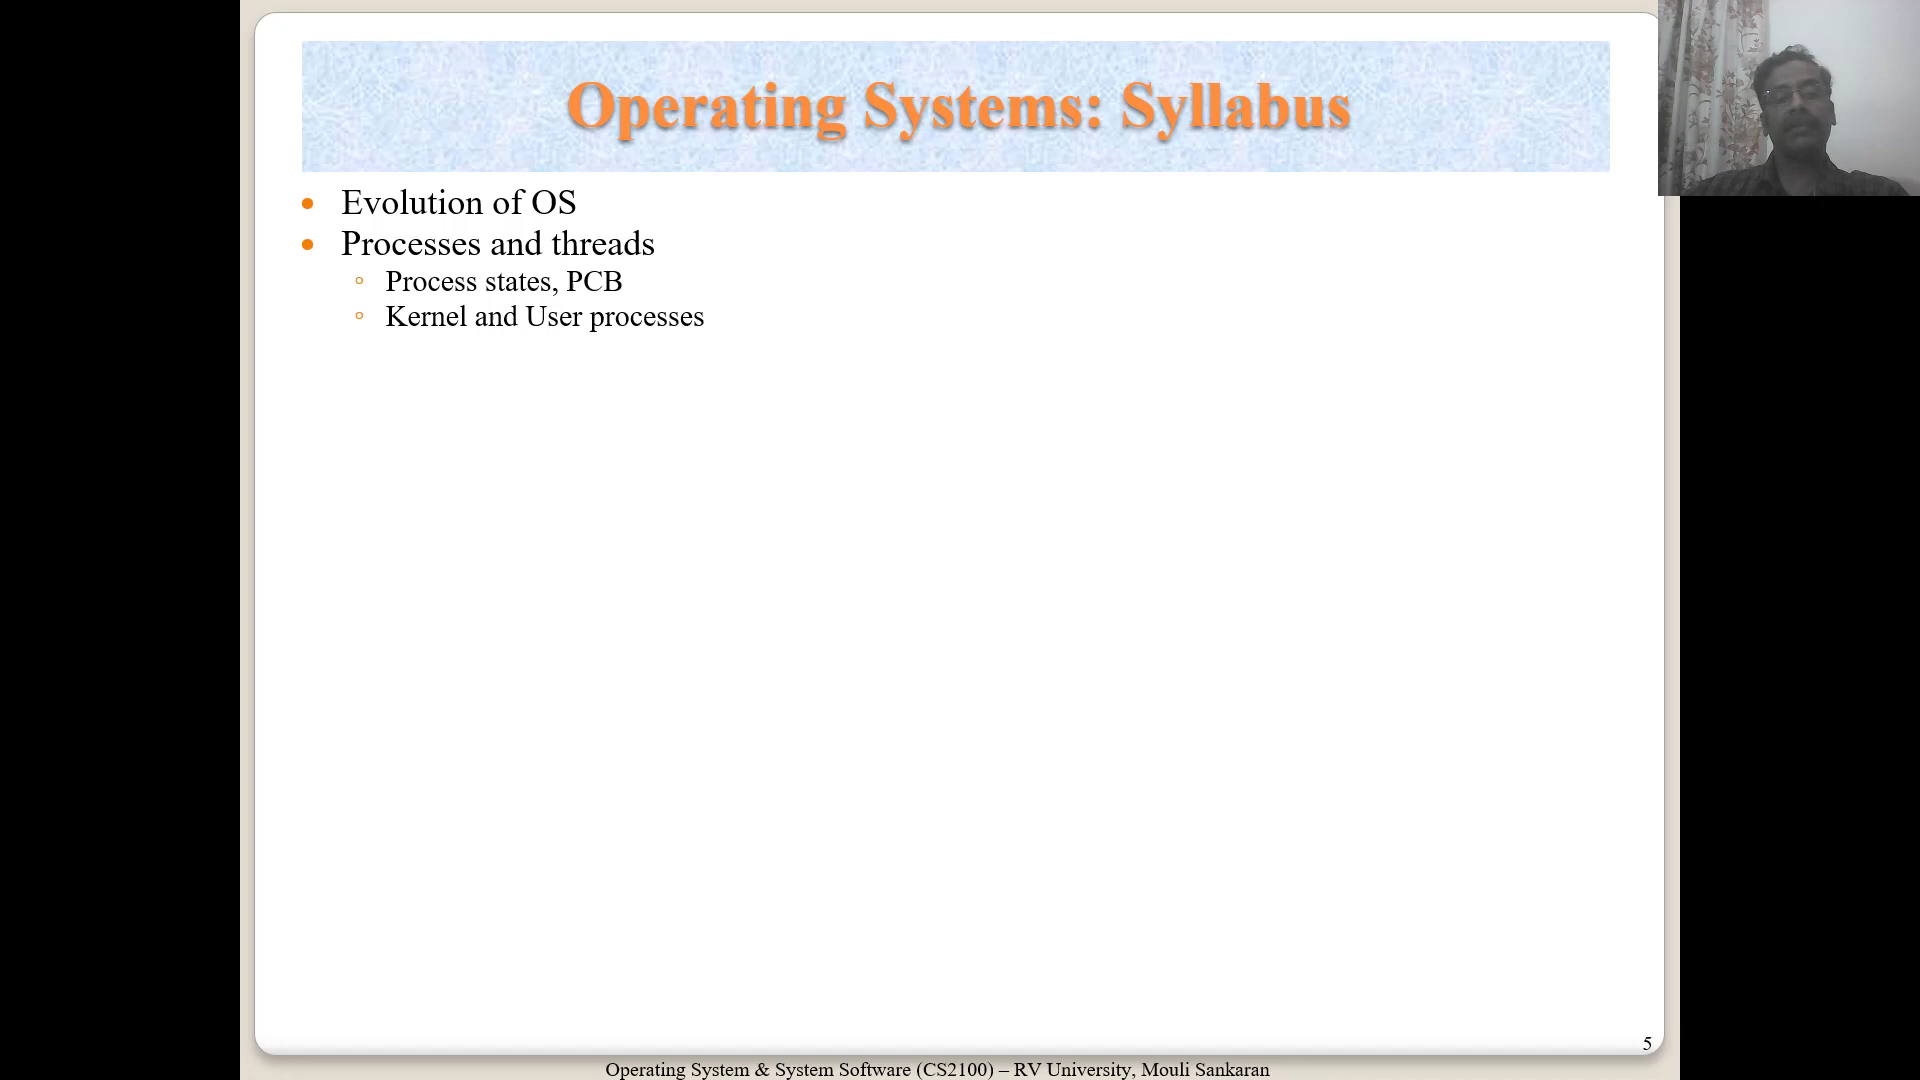 Operating Systems: Syllabus
• Evolution of OS
• Processes and threads
◦ Process states, PCB
◦ Kernel and User processes
5
Operating System & System Software (CS2100) – RV University, Mouli Sankaran